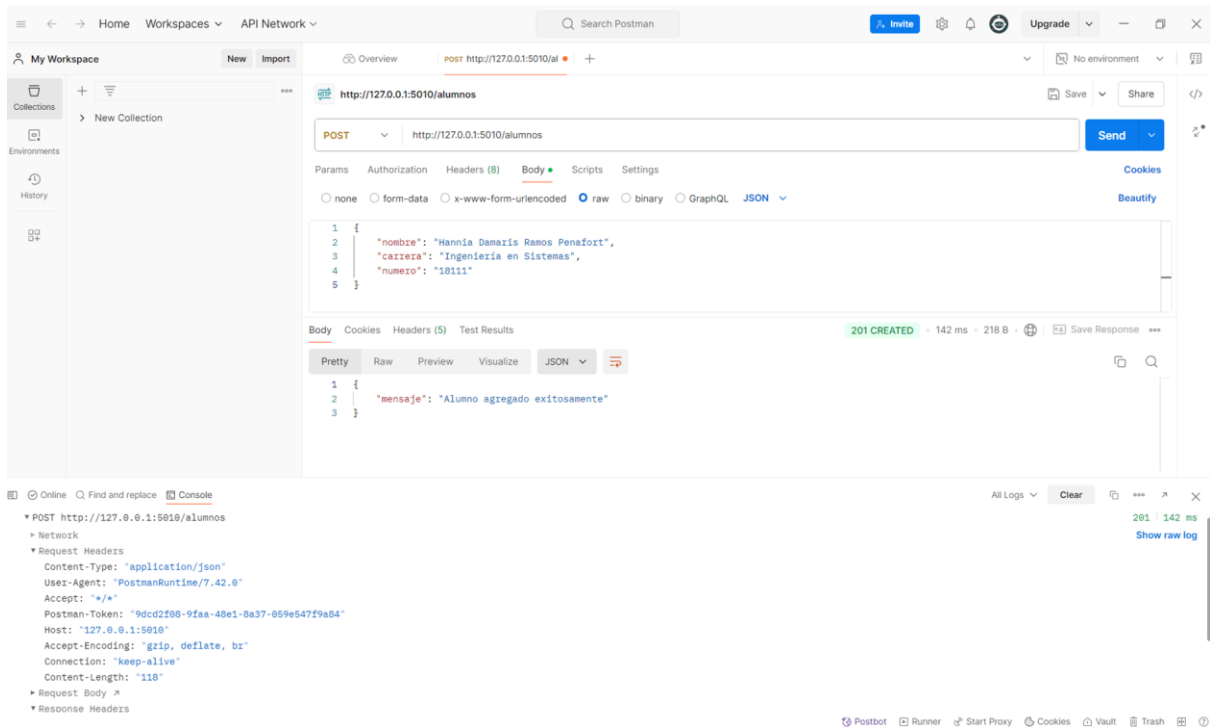 Home Workspaces API Network Search Postman Invite Upgrade
My Workspace New Import Overview POST http://127.0.0.1:5010/al + No environment
Collections
Environments
History
New Collection
HTTP http://127.0.0.1:5010/alumnos Save Share
POST http://127.0.0.1:5010/alumnos Send
Params Authorization Headers (8) Body Scripts Settings Cookies
none form-data x-www-form-urlencoded raw binary GraphQL JSON Beautify
1 {
2 "nombre": "Hannia Damaris Ramos Penafort",
3 "carrera": "Ingeniería en Sistemas",
4 "numero": "18111"
5 }
Body Cookies Headers (5) Test Results 201 CREATED 142 ms 218 B Save Response
Pretty Raw Preview Visualize JSON
1 {
2 "mensaje": "Alumno agregado exitosamente"
3 }
Online Find and replace Console All Logs Clear
POST http://127.0.0.1:5010/alumnos 201 142 ms
Network Show raw log
Request Headers
Content-Type: "application/json"
User-Agent: "PostmanRuntime/7.42.0"
Accept: "*/*"
Postman-Token: "9dcd2f08-9faa-48e1-8a37-059e547f9a84"
Host: "127.0.0.1:5010"
Accept-Encoding: "gzip, deflate, br"
Connection: "keep-alive"
Content-Length: "118"
Request Body
Response Headers
Postbot Runner Start Proxy Cookies Vault Trash